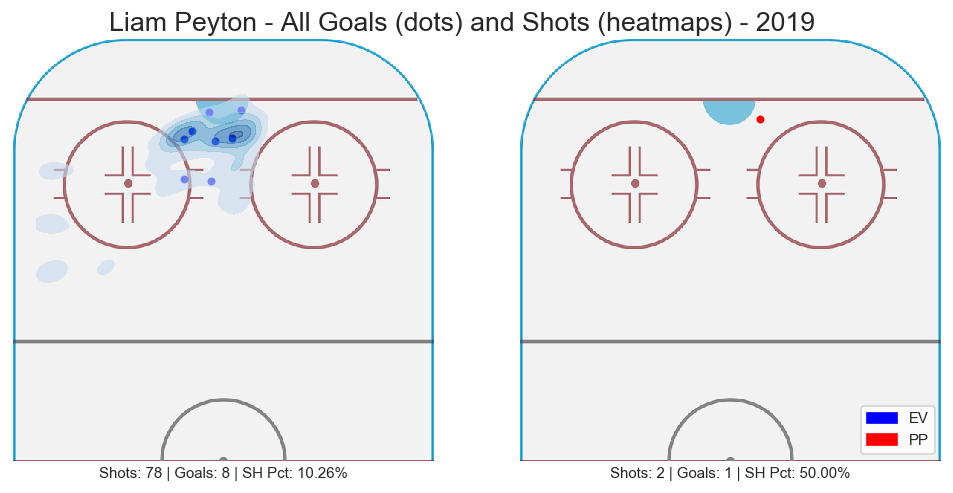 Liam Peyton - All Goals (dots) and Shots (heatmaps) - 2019
EV
PP
Shots: 78 | Goals: 8 | SH Pct: 10.26%
Shots: 2 | Goals: 1 | SH Pct: 50.00%